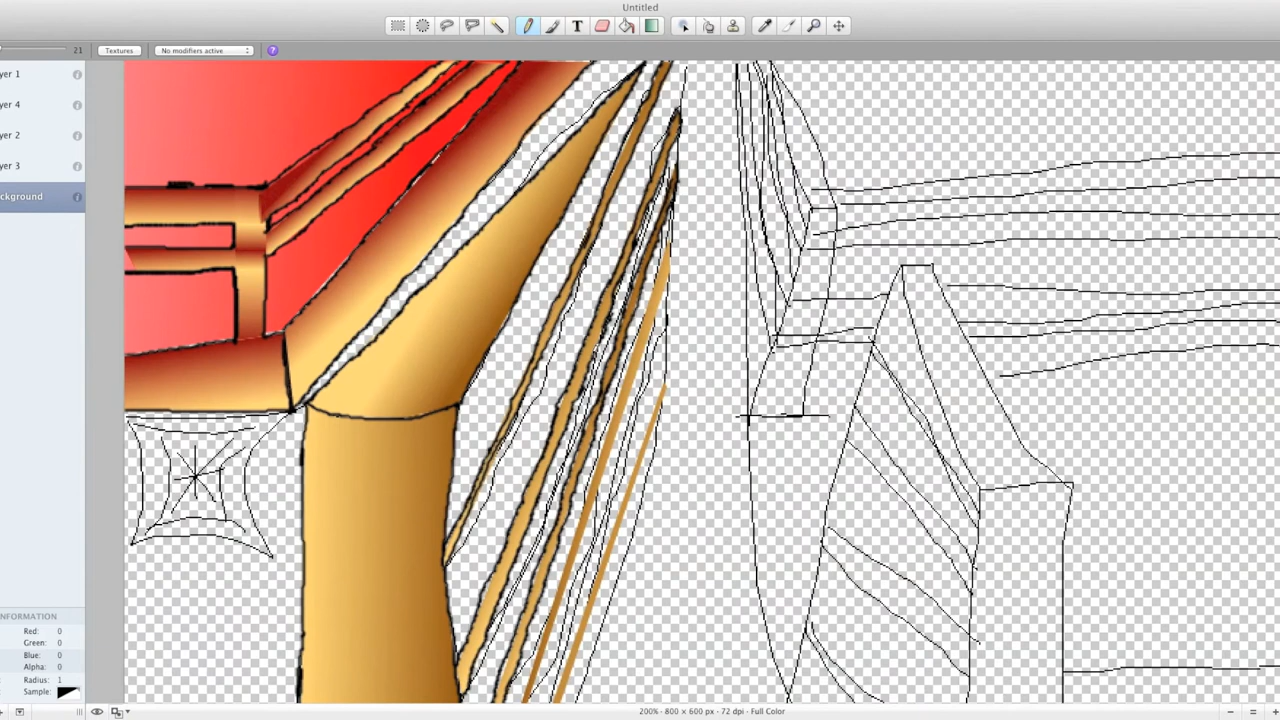 Untitled
T
21
Textures
No modifiers active
?
yer 1
yer 4
yer 2
yer 3
ckground
NFORMATION
Red: 0
Green: 0
Blue: 0
Alpha: 0
Radius: 1
Sample:
200% - 800 × 600 px - 72 dpi - Full Color